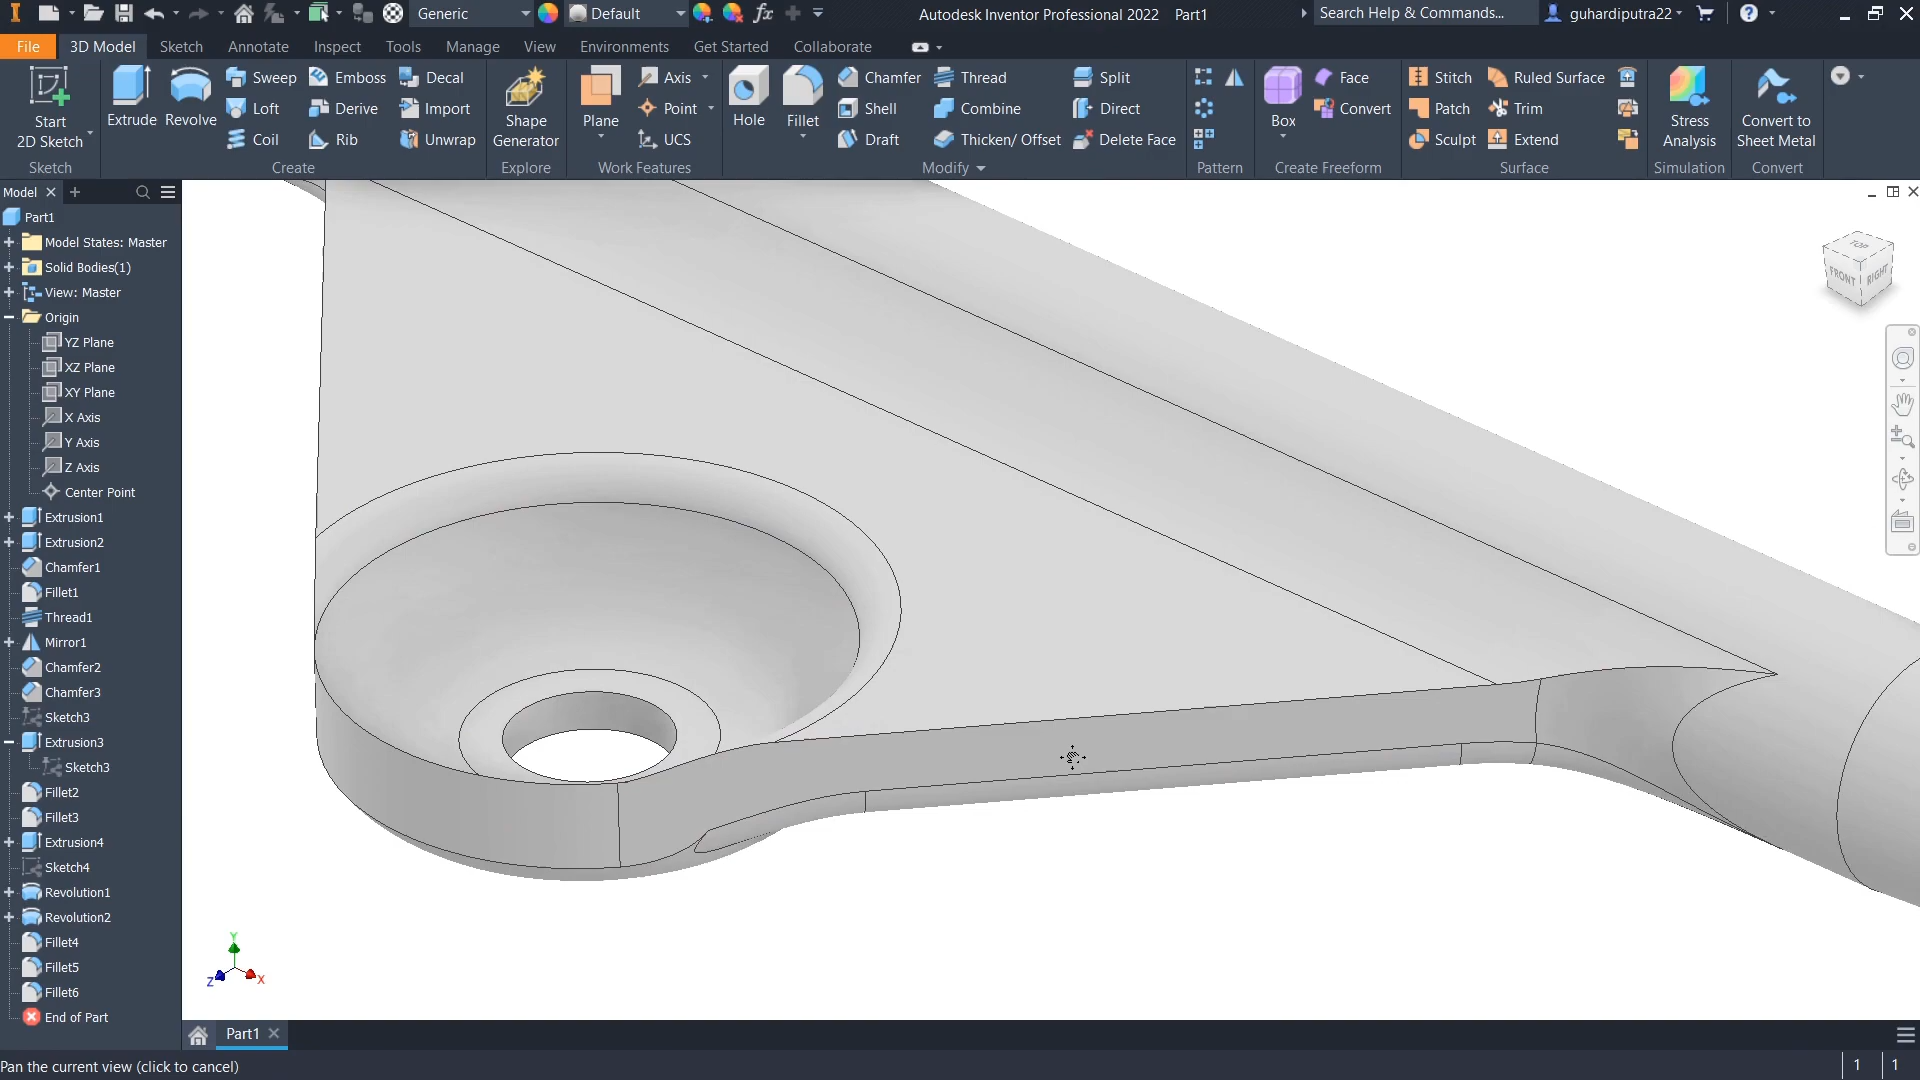 Generic
Default
fx
Autodesk Inventor Professional 2022 Part1
Search Help & Commands...
guhardiputra22
File 3D Model Sketch Annotate Inspect Tools Manage View Environments Get Started Collaborate
Start
2D Sketch
Sketch
Extrude
Revolve
Sweep
Loft
Coil
Emboss
Derive
Rib
Decal
Import
Unwrap
Create
Shape
Generator
Explore
Plane
Axis
Point
UCS
Work Features
Hole
Fillet
Chamfer
Shell
Draft
Thread
Combine
Thicken/ Offset
Split
Direct
Delete Face
Modify
Pattern
Box
Face
Convert
Create Freeform
Stitch
Patch
Sculpt
Ruled Surface
Trim
Extend
Surface
Stress
Analysis
Simulation
Convert to
Sheet Metal
Convert
Model
Part1
Model States: Master
Solid Bodies(1)
View: Master
Origin
YZ Plane
XZ Plane
XY Plane
X Axis
Y Axis
Z Axis
Center Point
Extrusion1
Extrusion2
Chamfer1
Fillet1
Thread1
Mirror1
Chamfer2
Chamfer3
Sketch3
Extrusion3
Sketch3
Fillet2
Fillet3
Extrusion4
Sketch4
Revolution1
Revolution2
Fillet4
Fillet5
Fillet6
End of Part
TOP
FRONT
RIGHT
Y
Z
X
Part1
Pan the current view (click to cancel)
1 1